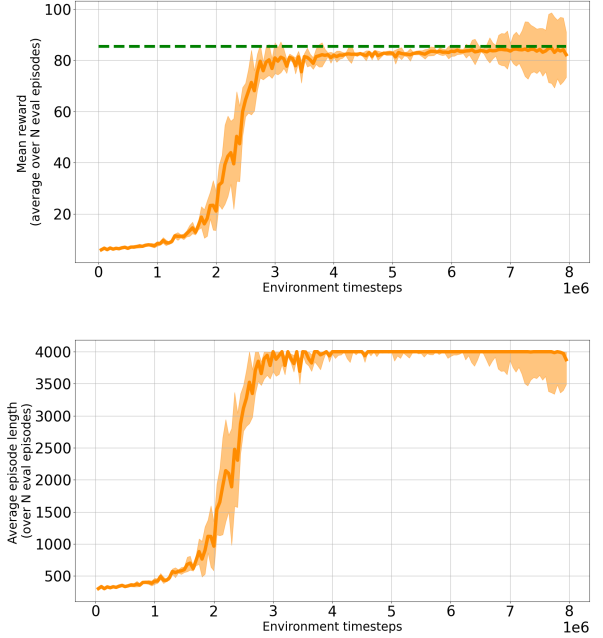 Mean reward
(average over N eval episodes)
100
80
60
40
20
0 1 2 3 4 5 6 7 8
Environment timesteps
1e6
Average episode length
(over N eval episodes)
4000
3500
3000
2500
2000
1500
1000
500
0 1 2 3 4 5 6 7 8
Environment timesteps
1e6